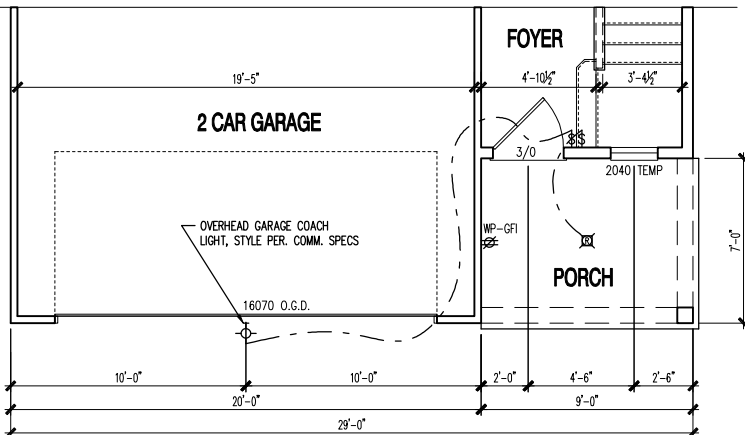 FOYER
19'-5"
4'-10½"
3'-4½"
2 CAR GARAGE
$$
3/0
2040 TEMP
OVERHEAD GARAGE COACH
LIGHT, STYLE PER. COMM. SPECS
WP-GFI
R
7'-0"
PORCH
16070 O.G.D.
10'-0"
10'-0"
2'-0"
4'-6"
2'-6"
20'-0"
9'-0"
29'-0"